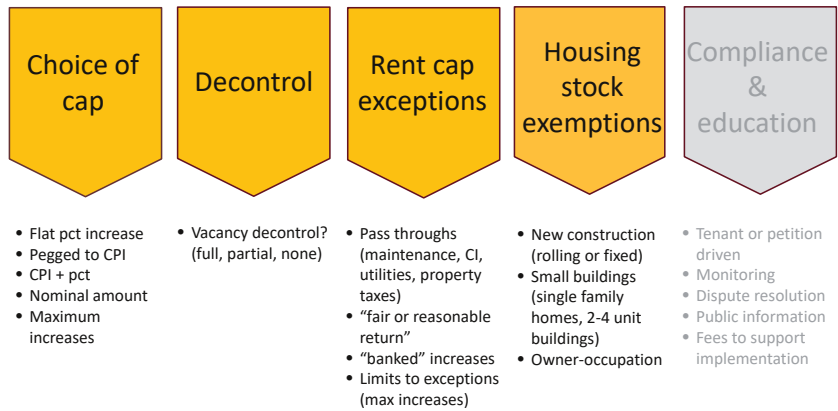 Choice of
cap
Decontrol
Rent cap
exceptions
Housing
stock
exemptions
Compliance
&
education
• Flat pct increase
• Pegged to CPI
• CPI + pct
• Nominal amount
• Maximum
increases
• Vacancy decontrol?
(full, partial, none)
• Pass throughs
(maintenance, CI,
utilities, property
taxes)
• “fair or reasonable
return”
• “banked” increases
• Limits to exceptions
(max increases)
• New construction
(rolling or fixed)
• Small buildings
(single family
homes, 2-4 unit
buildings)
• Owner-occupation
• Tenant or petition
driven
• Monitoring
• Dispute resolution
• Public information
• Fees to support
implementation